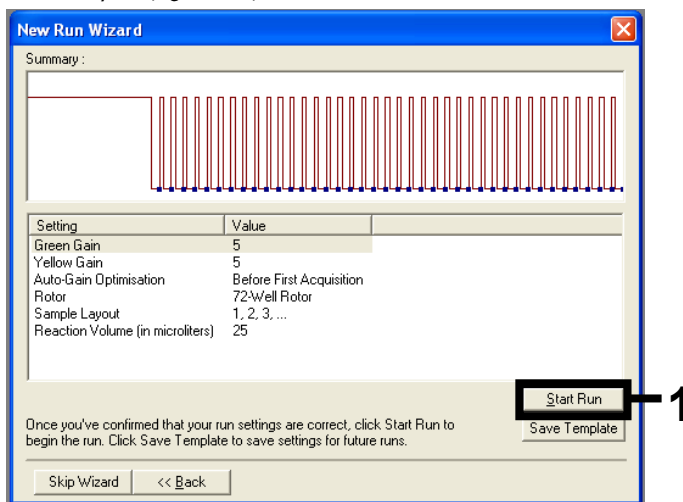 New Run Wizard
Summary :
Setting Value
Green Gain 5
Yellow Gain 5
Auto-Gain Optimisation Before First Acquisition
Rotor 72-Well Rotor
Sample Layout 1, 2, 3, ...
Reaction Volume (in microliters) 25
Start Run
1
Once you've confirmed that your run settings are correct, click Start Run to
begin the run. Click Save Template to save settings for future runs.
Save Template
Skip Wizard << Back